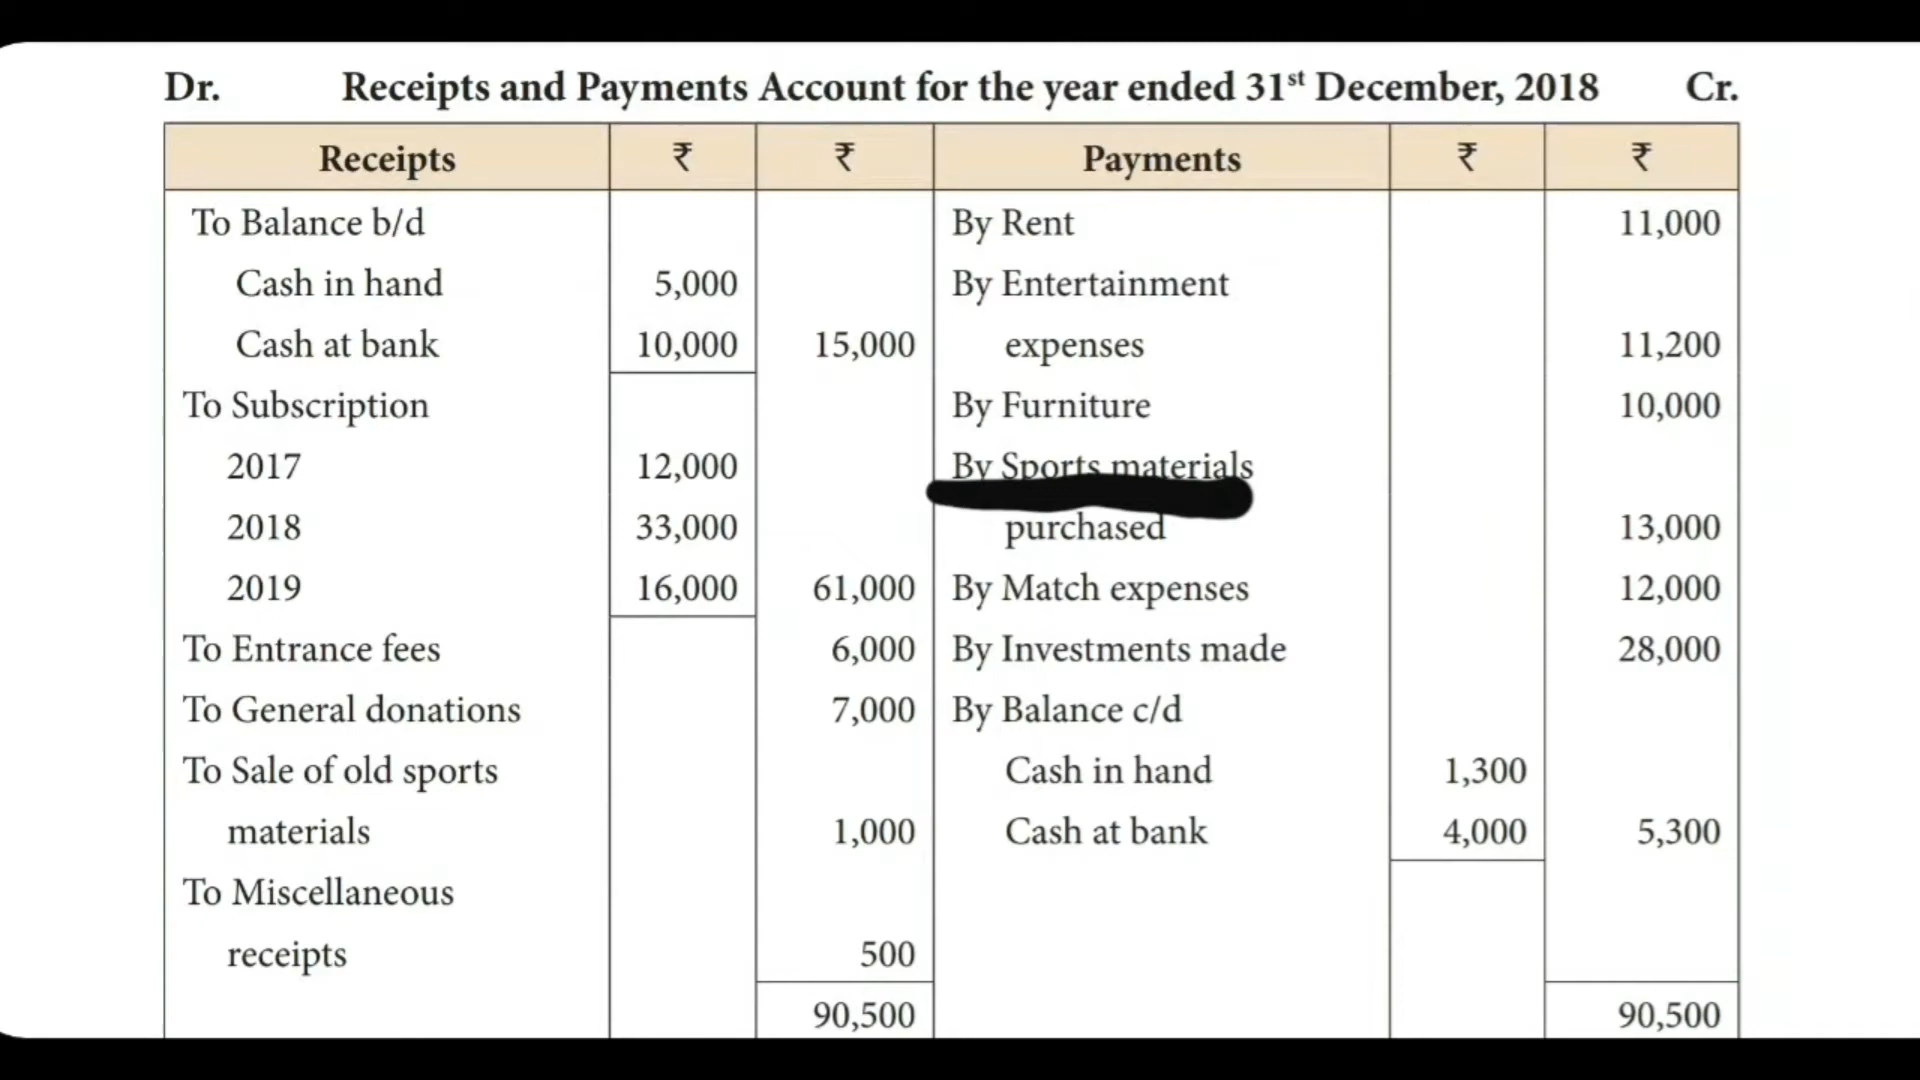 Dr. Receipts and Payments Account for the year ended 31st December, 2018 Cr.
Receipts ₹ ₹ Payments ₹ ₹
To Balance b/d By Rent 11,000
Cash in hand 5,000 By Entertainment
Cash at bank 10,000 15,000 expenses 11,200
To Subscription By Furniture 10,000
2017 12,000 By Sports materials
2018 33,000 purchased 13,000
2019 16,000 61,000 By Match expenses 12,000
To Entrance fees 6,000 By Investments made 28,000
To General donations 7,000 By Balance c/d
To Sale of old sports Cash in hand 1,300
materials 1,000 Cash at bank 4,000 5,300
To Miscellaneous
receipts 500
90,500 90,500